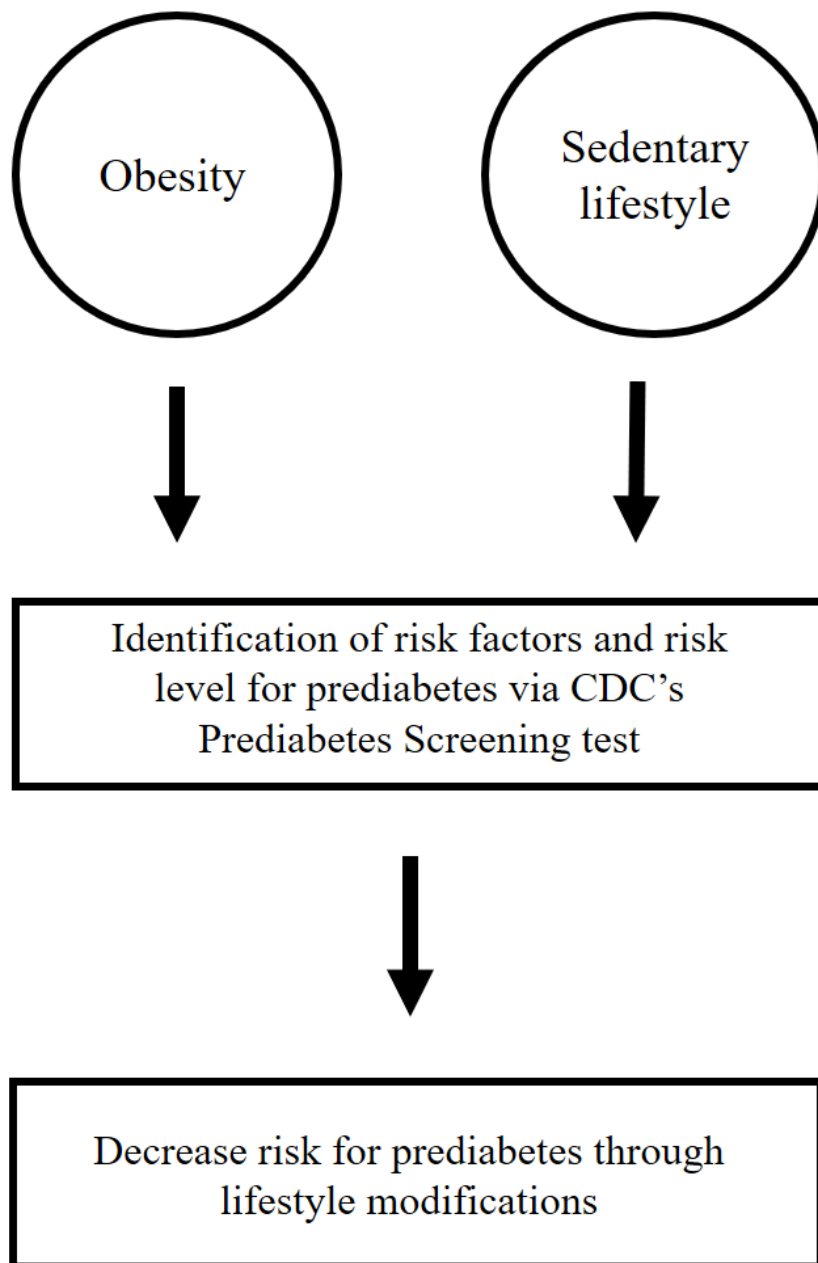 Obesity
Sedentary
lifestyle
Identification of risk factors and risk
level for prediabetes via CDC’s
Prediabetes Screening test
Decrease risk for prediabetes through
lifestyle modifications